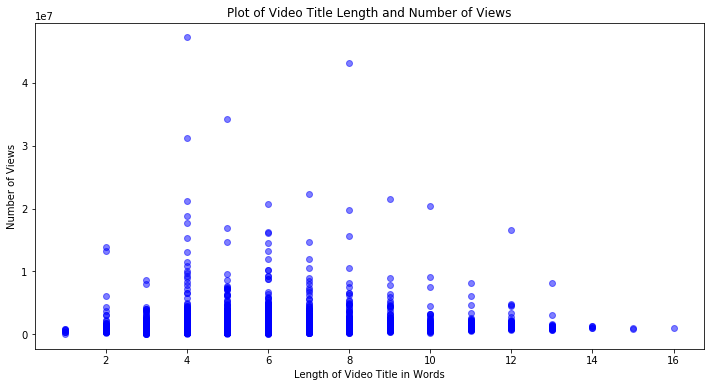 Plot of Video Title Length and Number of Views
1e7
4
3
2
1
0
Number of Views
2 4 6 8 10 12 14 16
Length of Video Title in Words